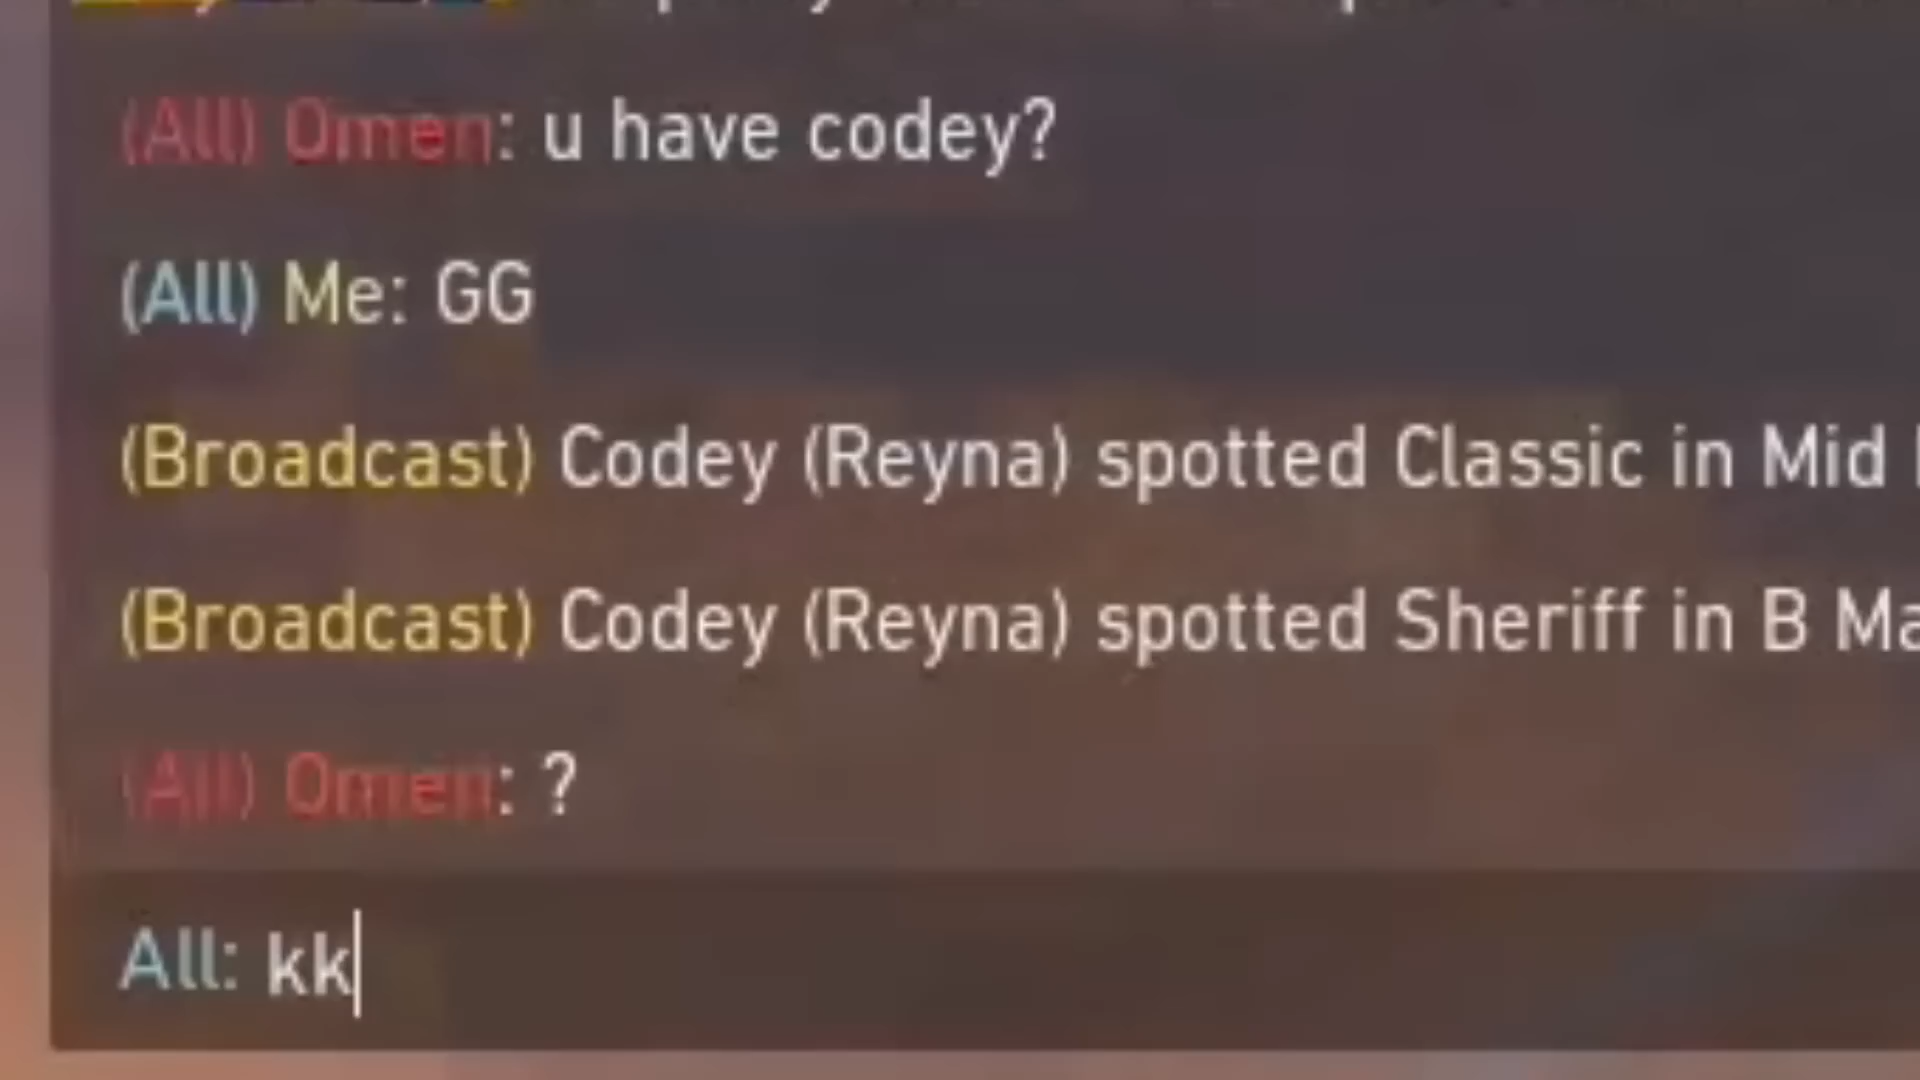 (All) Omen: u have codey?
(All) Me: GG
(Broadcast) Codey (Reyna) spotted Classic in Mid
(Broadcast) Codey (Reyna) spotted Sheriff in B Ma
(All) Omen: ?
All: kk